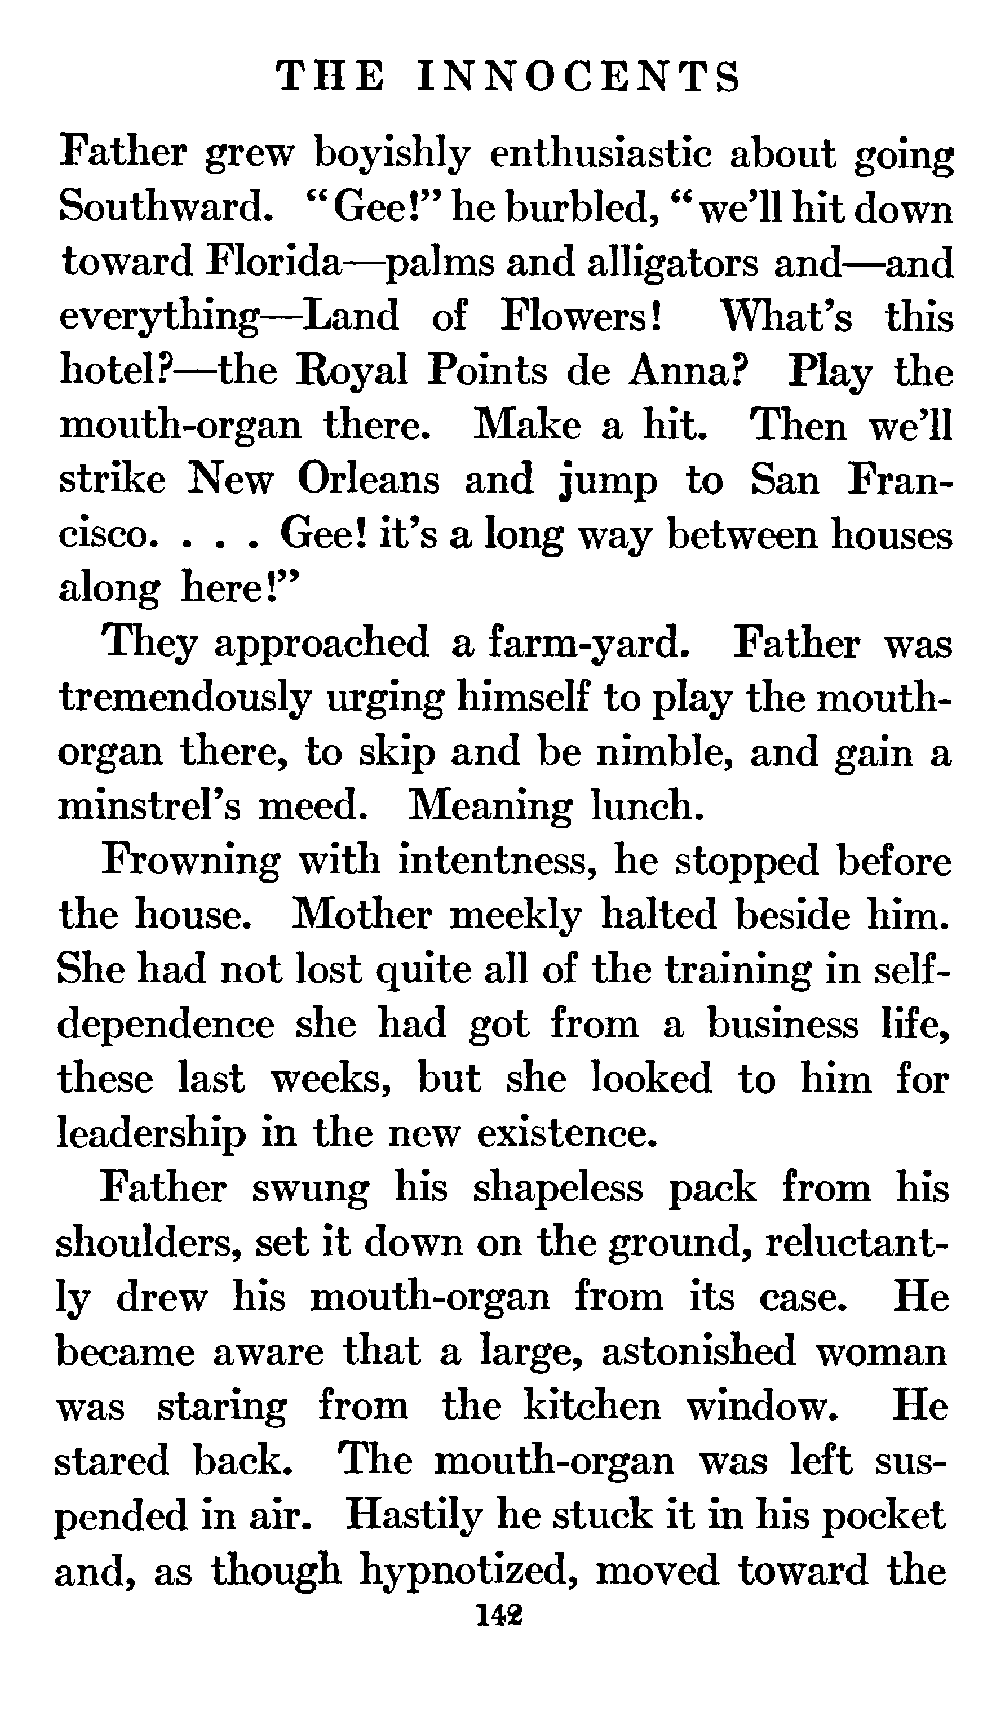 THE INNOCENTS
Father grew boyishly enthusiastic about going
Southward. “Gee!” he burbled, “we’ll hit down
toward Florida—palms and alligators and—and
everything—Land of Flowers! What’s this
hotel?—the Royal Points de Anna? Play the
mouth-organ there. Make a hit. Then we’ll
strike New Orleans and jump to San Fran-
cisco. . . . Gee! it’s a long way between houses
along here!”
They approached a farm-yard. Father was
tremendously urging himself to play the mouth-
organ there, to skip and be nimble, and gain a
minstrel’s meed. Meaning lunch.
Frowning with intentness, he stopped before
the house. Mother meekly halted beside him.
She had not lost quite all of the training in self-
dependence she had got from a business life,
these last weeks, but she looked to him for
leadership in the new existence.
Father swung his shapeless pack from his
shoulders, set it down on the ground, reluctant-
ly drew his mouth-organ from its case. He
became aware that a large, astonished woman
was staring from the kitchen window. He
stared back. The mouth-organ was left sus-
pended in air. Hastily he stuck it in his pocket
and, as though hypnotized, moved toward the
142